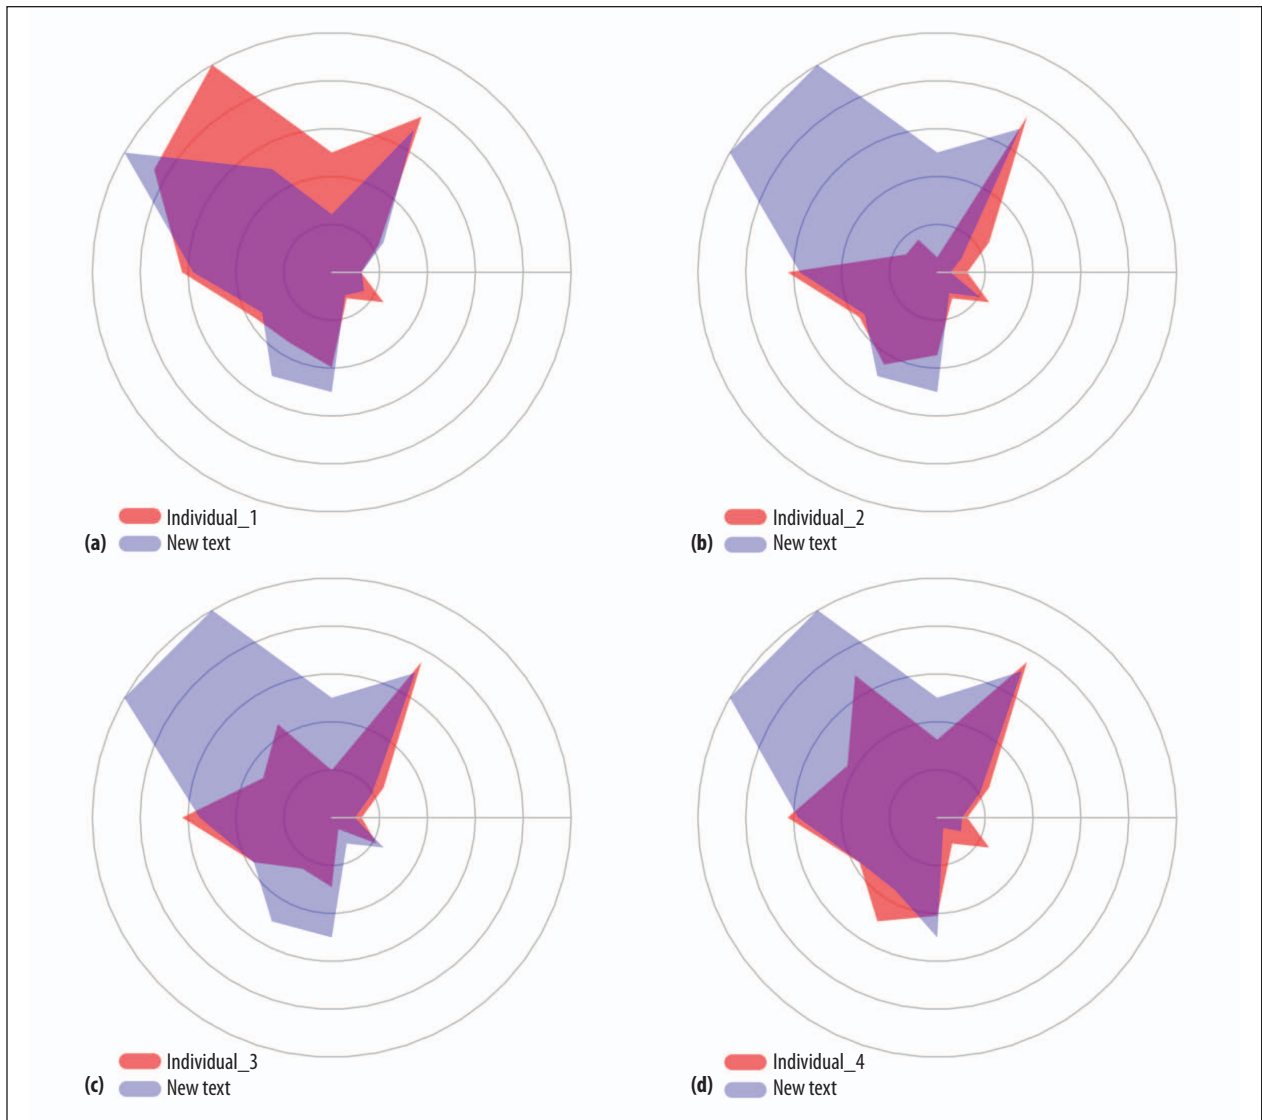 Individual_1
(a) New text
Individual_2
(b) New text
Individual_3
(c) New text
Individual_4
(d) New text